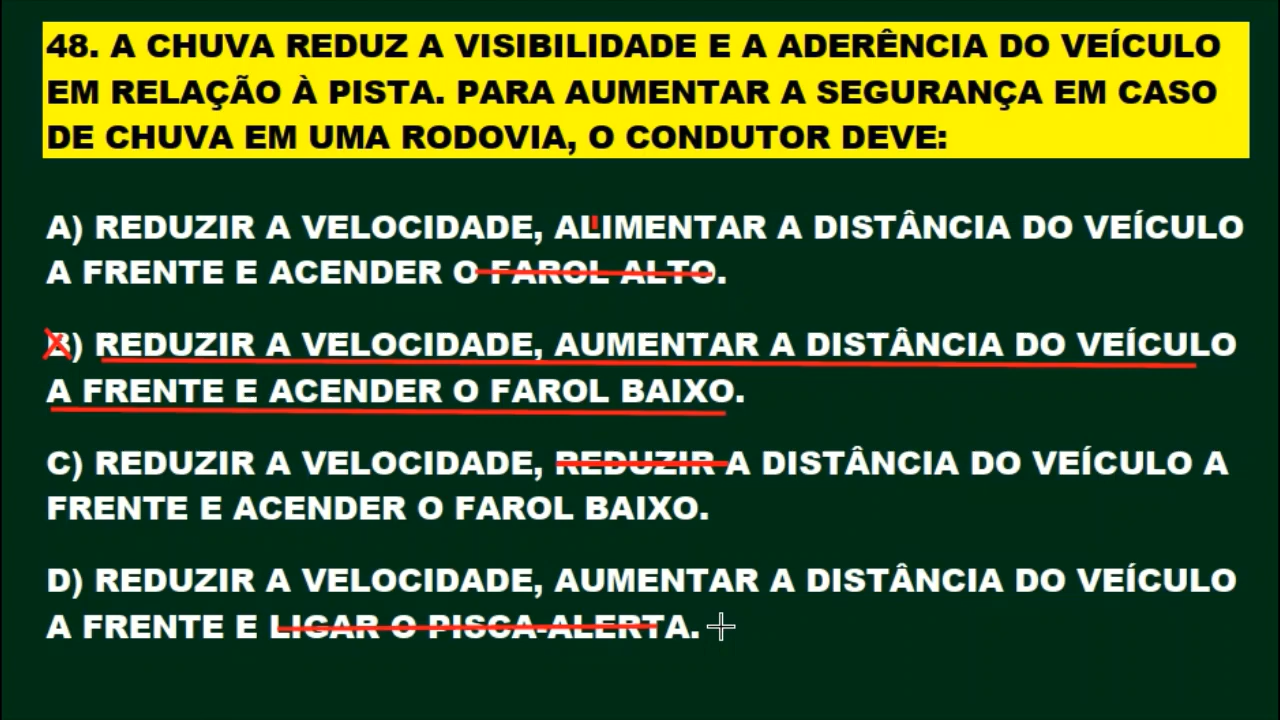 48. A CHUVA REDUZ A VISIBILIDADE E A ADERÊNCIA DO VEÍCULO
EM RELAÇÃO À PISTA. PARA AUMENTAR A SEGURANÇA EM CASO
DE CHUVA EM UMA RODOVIA, O CONDUTOR DEVE:
A) REDUZIR A VELOCIDADE, ALIMENTAR A DISTÂNCIA DO VEÍCULO
A FRENTE E ACENDER O FAROL ALTO.
B) REDUZIR A VELOCIDADE, AUMENTAR A DISTÂNCIA DO VEÍCULO
A FRENTE E ACENDER O FAROL BAIXO.
C) REDUZIR A VELOCIDADE, REDUZIR A DISTÂNCIA DO VEÍCULO A
FRENTE E ACENDER O FAROL BAIXO.
D) REDUZIR A VELOCIDADE, AUMENTAR A DISTÂNCIA DO VEÍCULO
A FRENTE E LIGAR O PISCA-ALERTA.